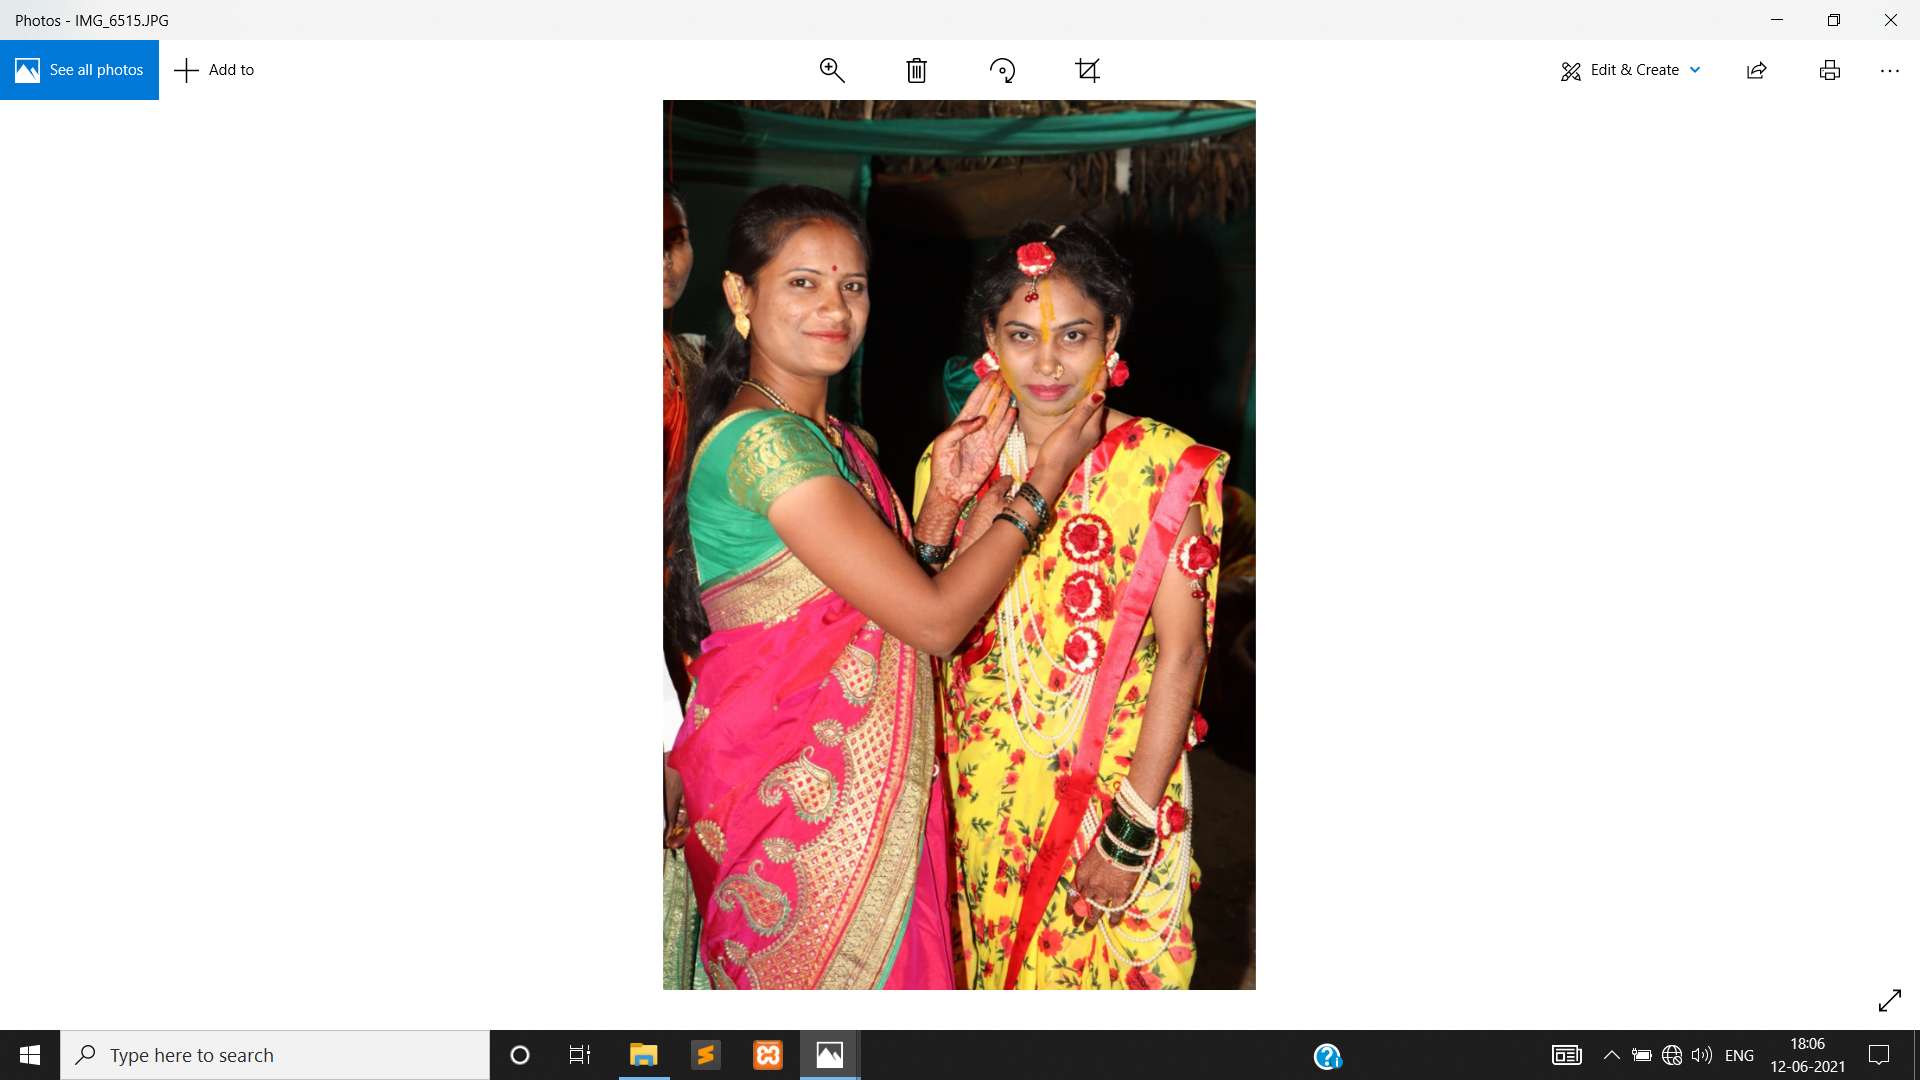 Photos - IMG_6515.JPG
See all photos
Add to
Edit & Create
Type here to search
ENG
18:06
12-06-2021